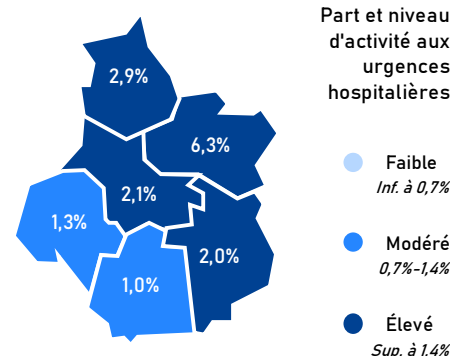 Part et niveau
d'activité aux
urgences
hospitalières
2,9%
6,3%
2,1%
1,3%
2,0%
1,0%
Faible
Inf. à 0,7%
Modéré
0,7%-1,4%
Élevé
Sup. à 1,4%